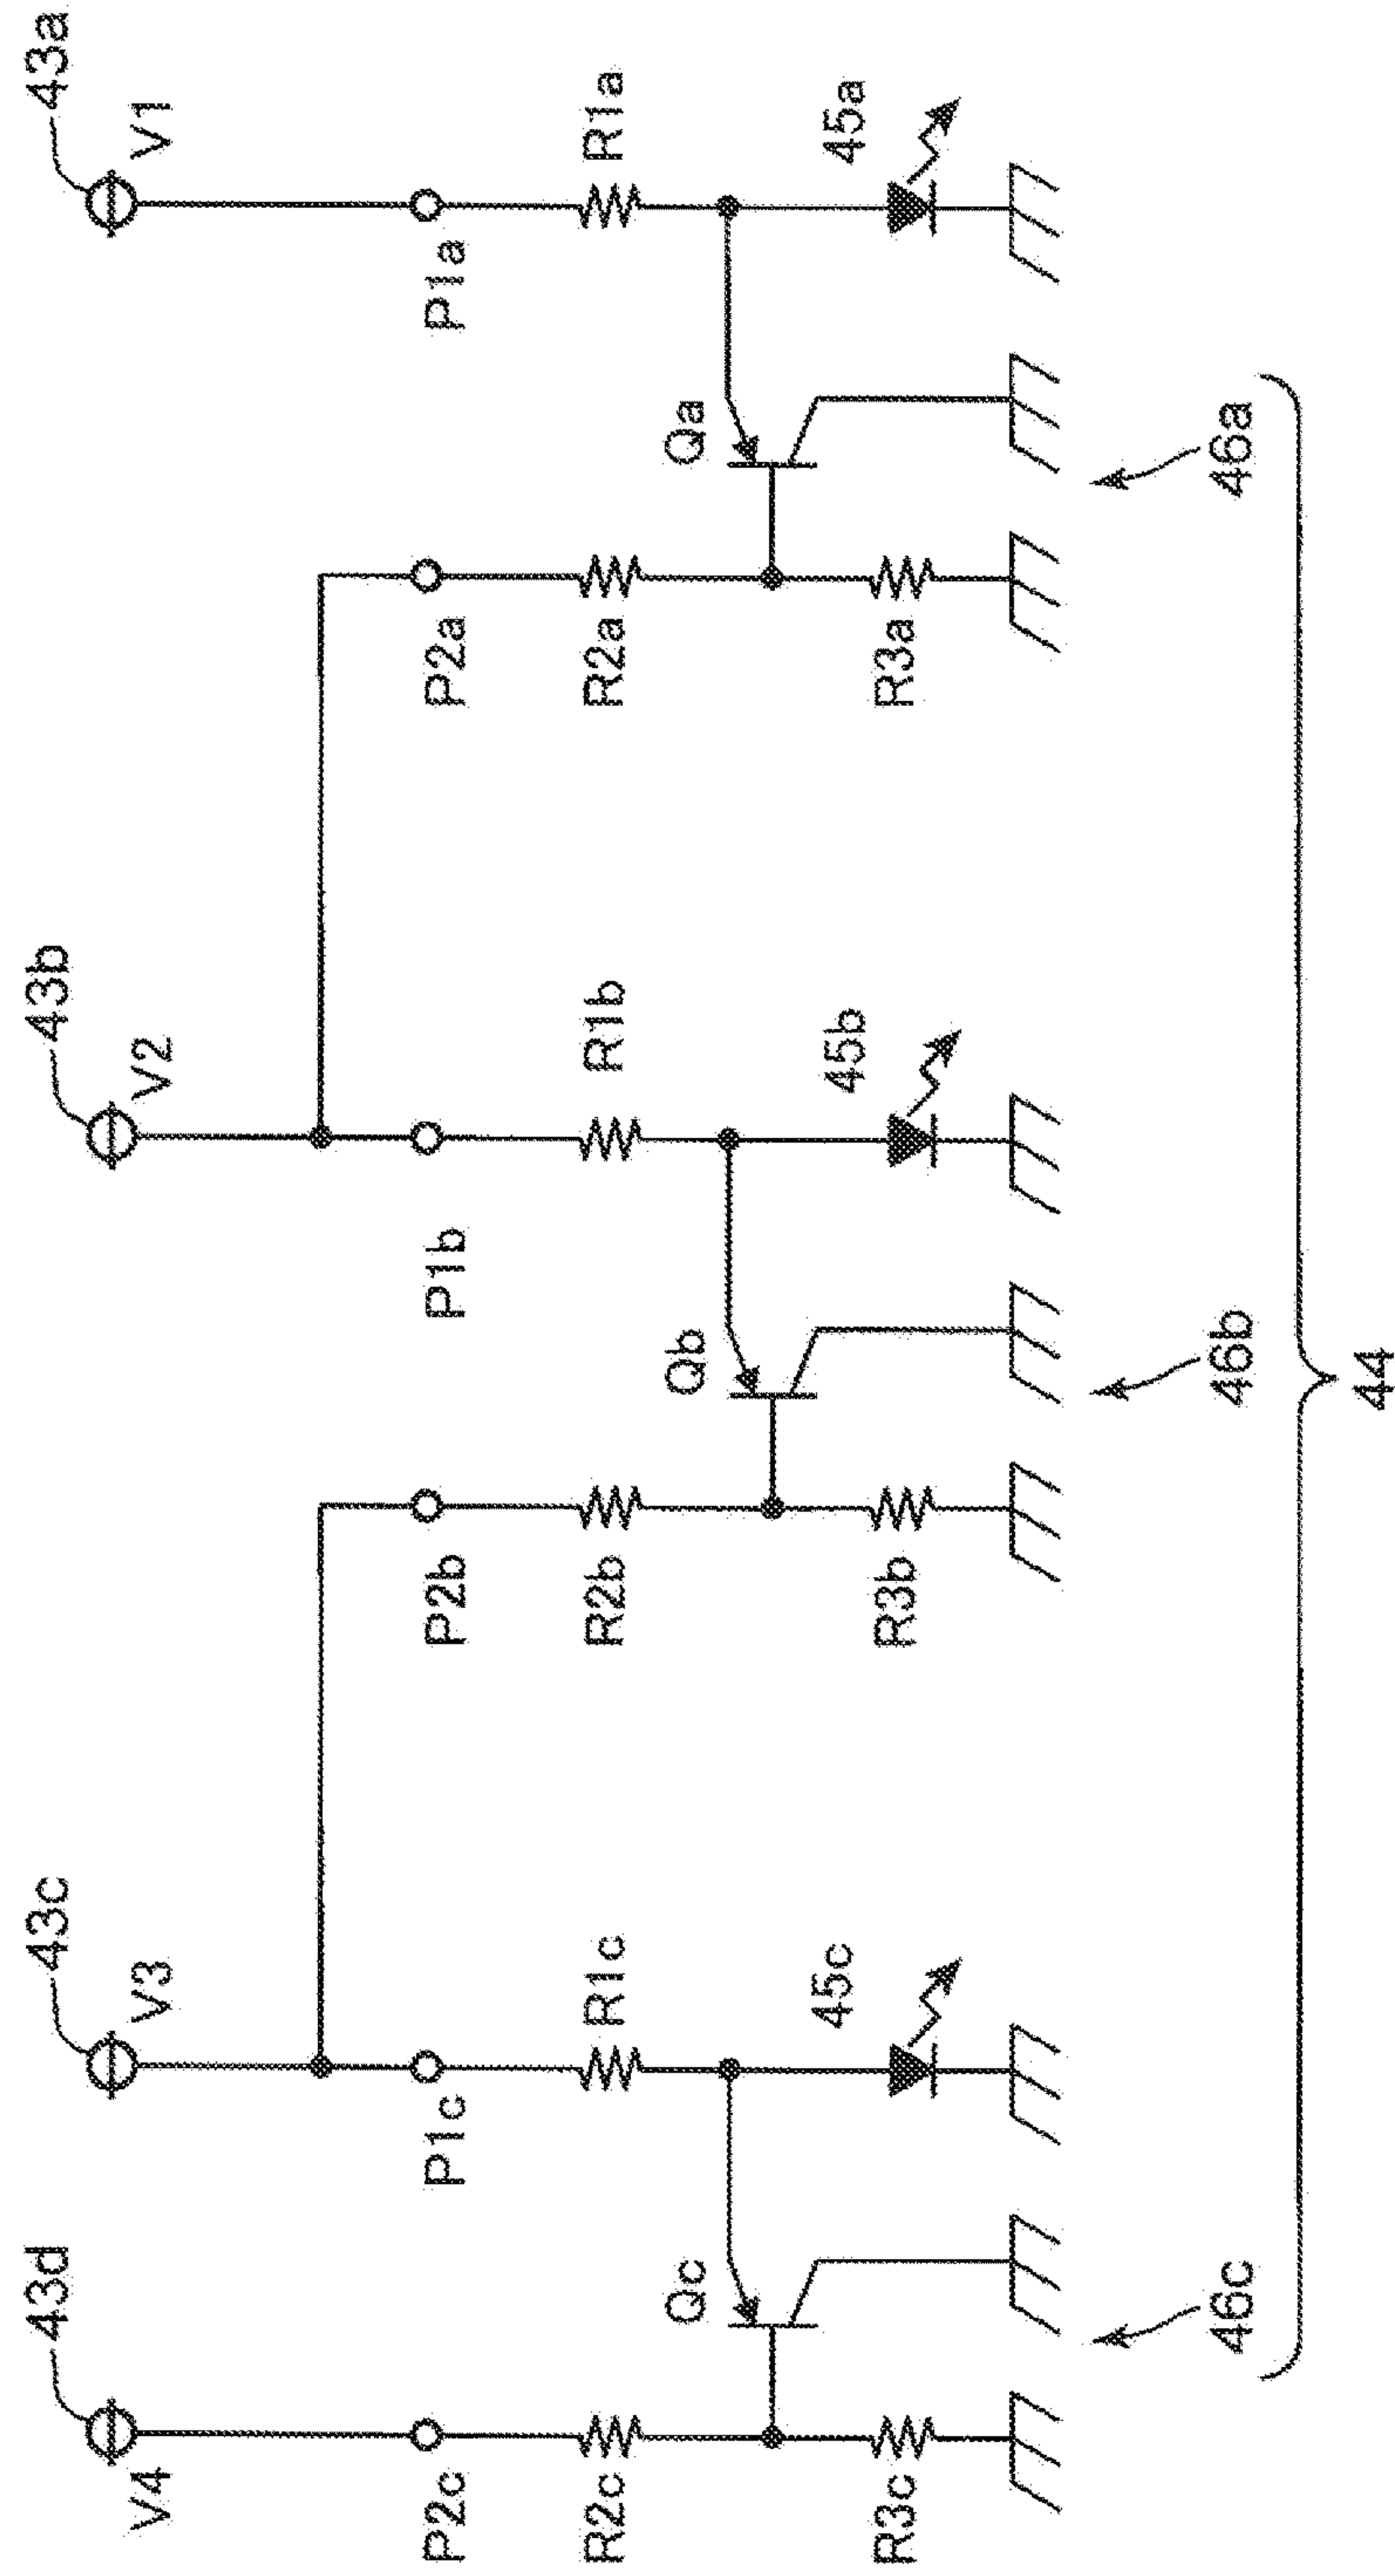 43d
43c
43b
43a
V4
V3
V2
V1
P2c
P1c
P2b
P1b
P2a
P1a
R2c
R1c
R2b
R1b
R2a
R1a
Qc
Qb
Qa
45c
45b
45a
R3c
R3b
R3a
46c
46b
46a
44